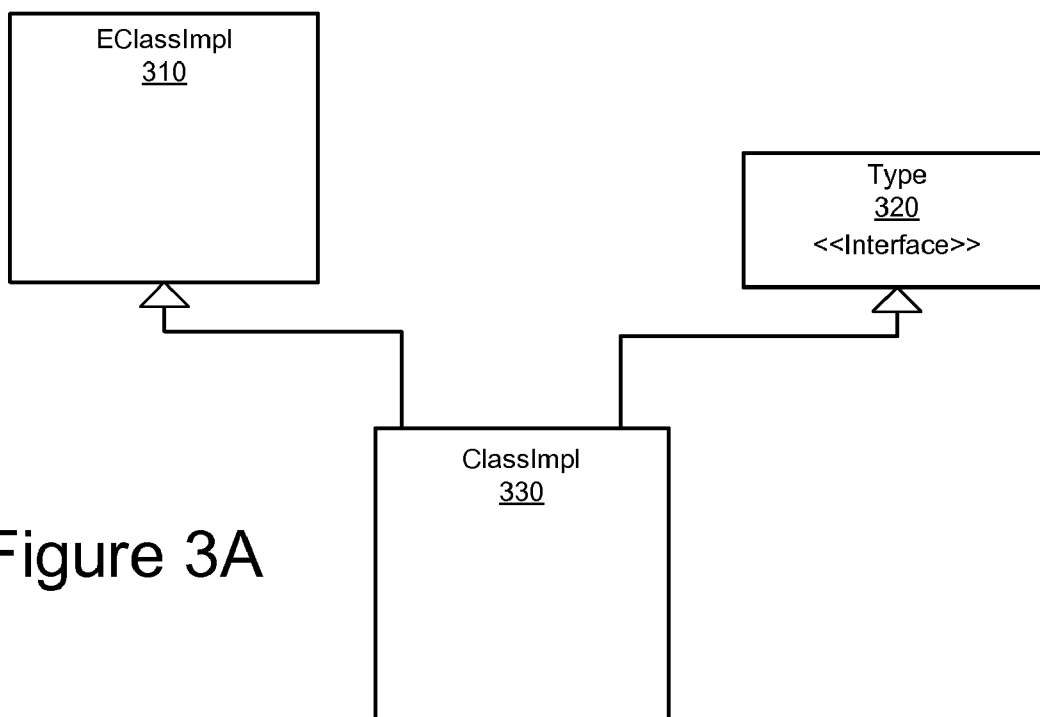 EClassImpl
310
Type
320
<<Interface>>
ClassImpl
330
Figure 3A